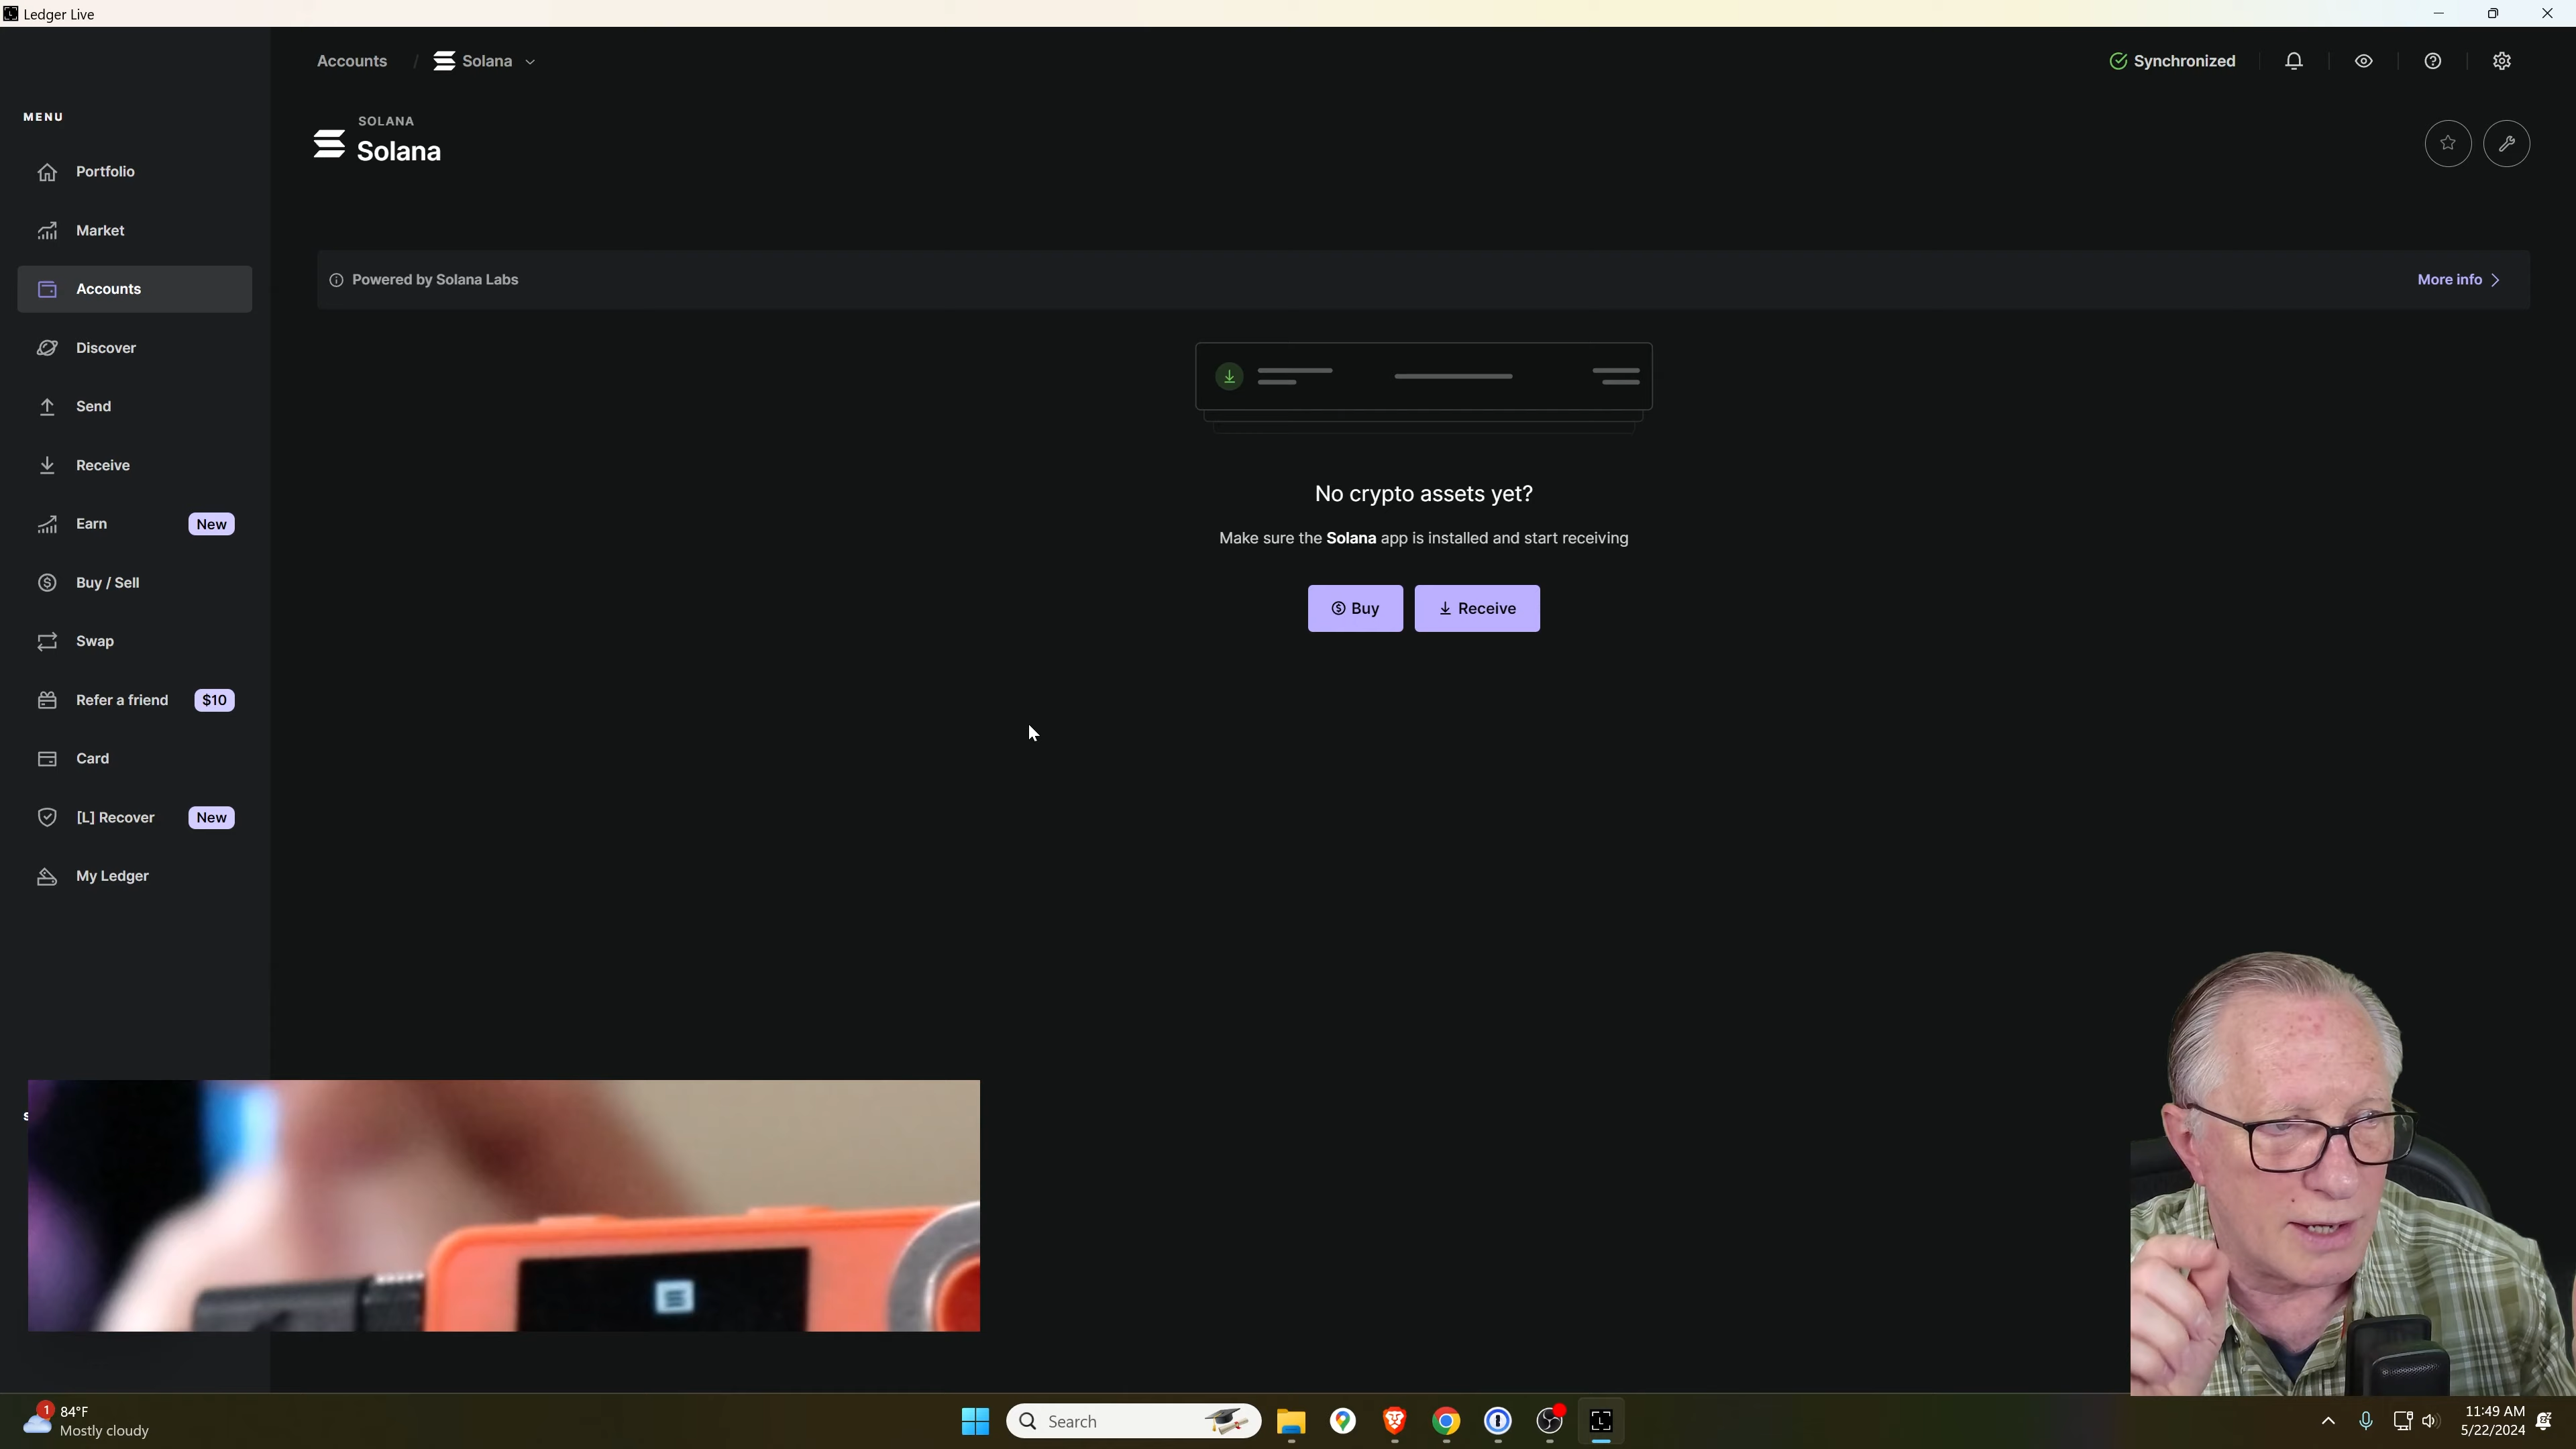 Ledger Live
Accounts / Solana
Synchronized
MENU
SOLANA
Solana
Portfolio
Market
Accounts
Discover
Send
Receive
Earn New
Buy / Sell
Swap
Refer a friend $10
Card
[L] Recover New
My Ledger
Powered by Solana Labs
More info
No crypto assets yet?
Make sure the Solana app is installed and start receiving
Buy
Receive
S
1
84°F
Mostly cloudy
Search
11:49 AM
5/22/2024